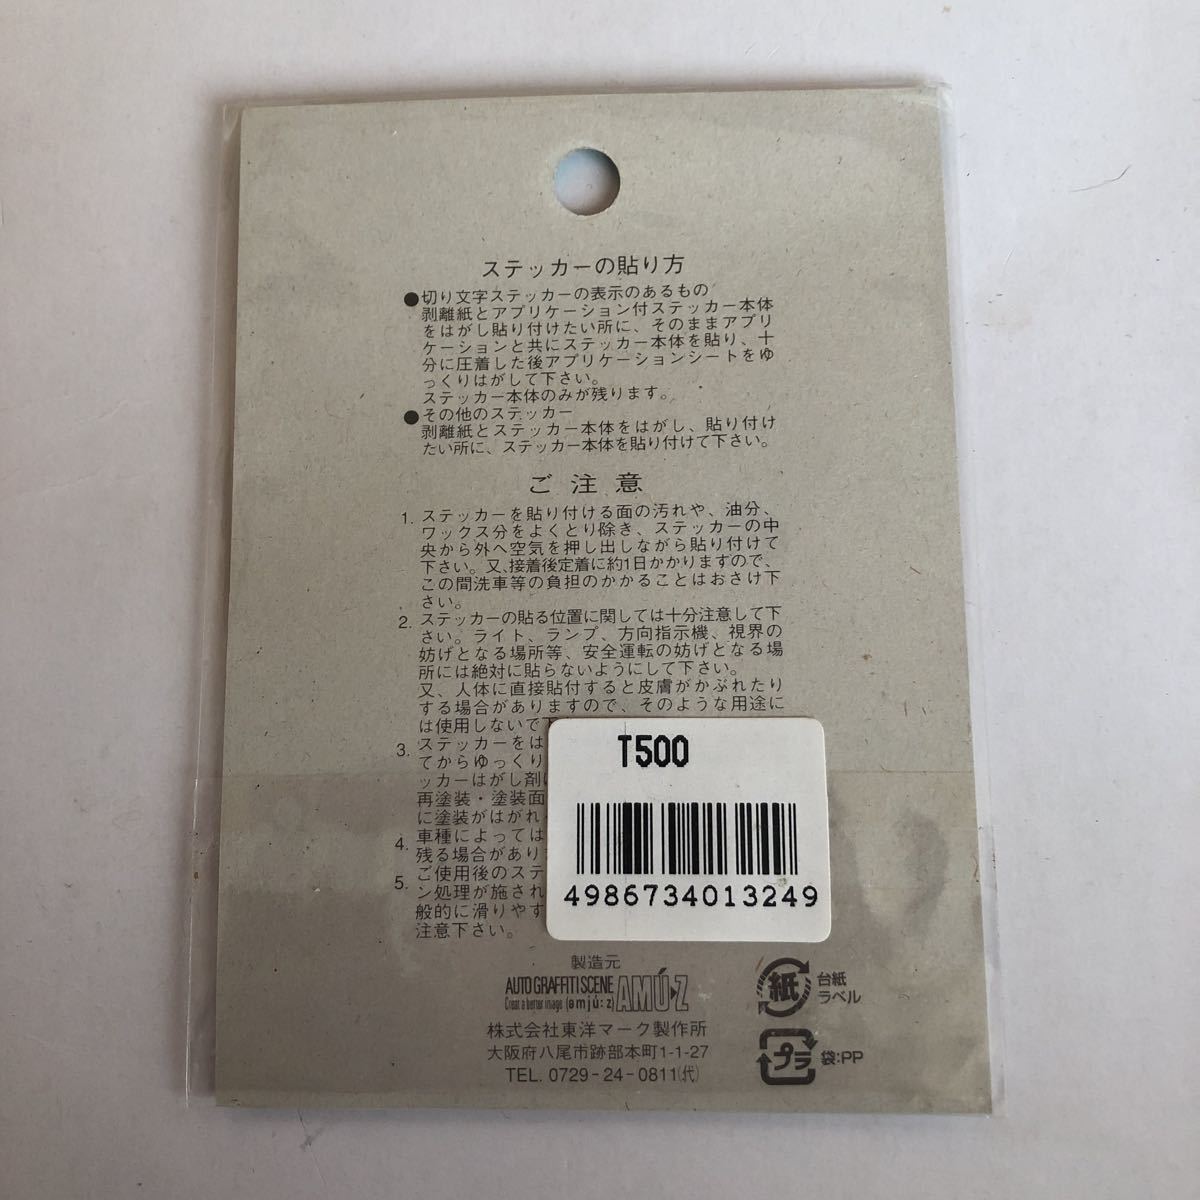 ステッカーの貼り方
●切り文字ステッカーの表示のあるもの
剥離紙とアプリケーション付ステッカー本体
をはがし貼り付けたい所に、そのままアプリ
ケーションと共にステッカー本体を貼り、十
分に圧着した後アプリケーションシートをゆ
っくりはがして下さい。
ステッカー本体のみが残ります。
●その他のステッカー
剥離紙とステッカー本体をはがし、貼り付け
たい所に、ステッカー本体を貼り付けて下さい。
ご注意
1. ステッカーを貼り付ける面の汚れや、油分、
ワックス分をよくとり除き、ステッカーの中
央から外へ空気を押し出しながら貼り付けて
下さい。又、接着後定着に約1日かかりますので、
この間洗車等の負担のかかることはおさけ下
さい。
2. ステッカーの貼る位置に関しては十分注意して下
さい。ライト、ランプ、方向指示機、視界の
妨げとなる場所等、安全運転の妨げとなる場
所には絶対に貼らないようにして下さい。
又、人体に直接貼付すると皮膚がかぶれたり
する場合がありますので、そのような用途に
は使用しないで下
3. ステッカーをは
てからゆっくり
ッカーはがし剤
再塗装・塗装面
に塗装がはがれ
4. 車種によっては
残る場合があり
5. ご使用後のステ
ン処理が施され
般的に滑りやす
注意下さい。
T500
4986734013249
製造元
AUTO GRAFFITI SCENE
Creat a better image [əmjú:z] AMÚ-Z
株式会社東洋マーク製作所
大阪府八尾市跡部本町1-1-27
TEL. 0729-24-0811(代)
紙 台紙
ラベル
プラ 袋:PP